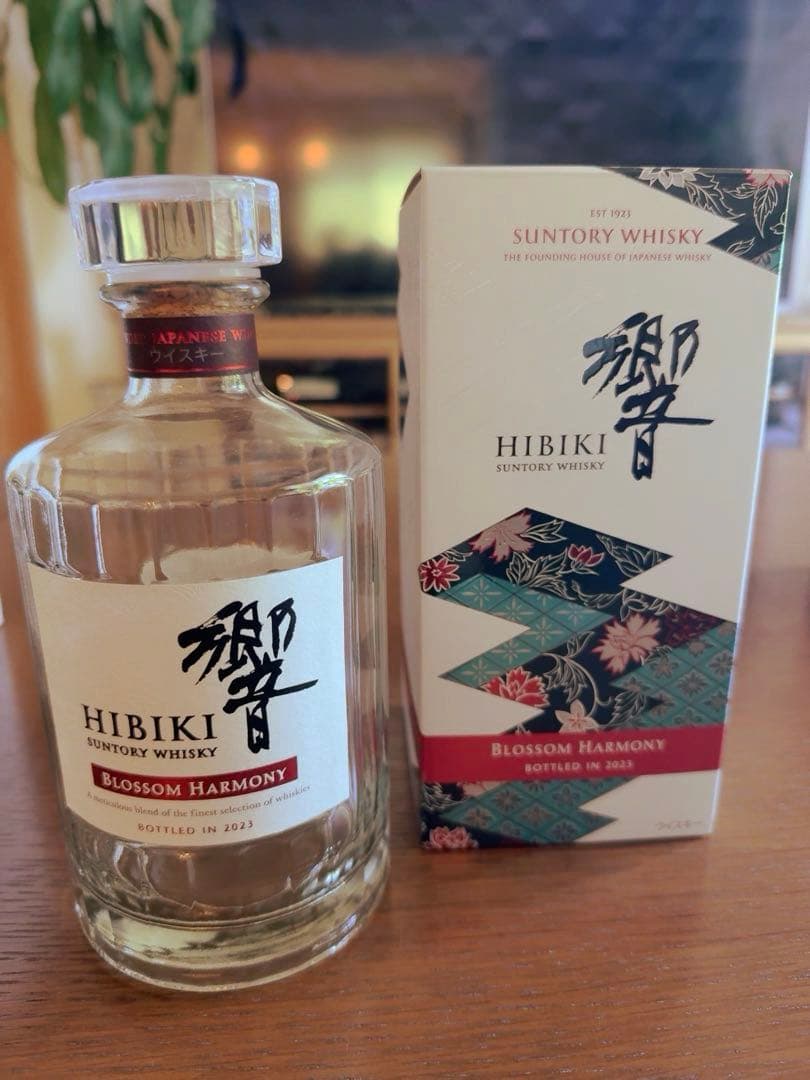 JAPANESE
ウイスキー
響
HIBIKI
SUNTORY WHISKY
BLOSSOM HARMONY
A meticulous blend of the finest selection of whiskies
BOTTLED IN 2023
EST 1923
SUNTORY WHISKY
THE FOUNDING HOUSE OF JAPANESE WHISKY
響
HIBIKI
SUNTORY WHISKY
BLOSSOM HARMONY
BOTTLED IN 2023
ウイスキー